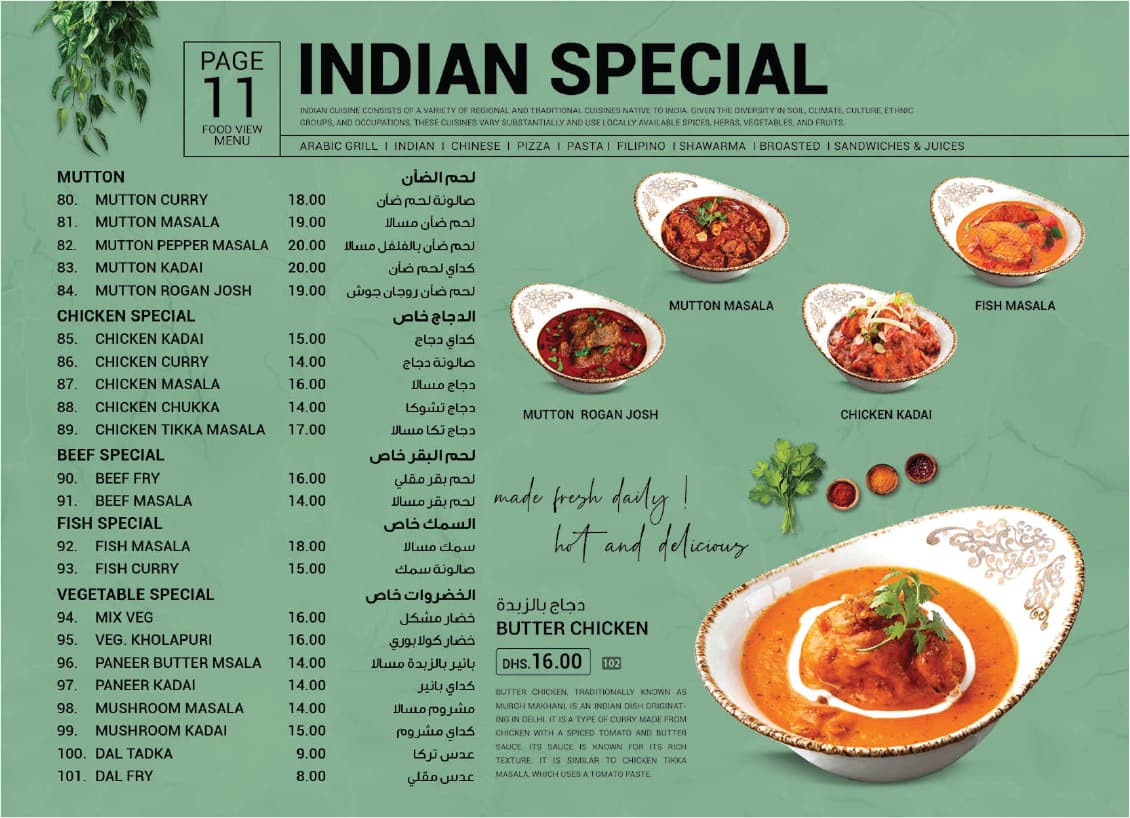 PAGE
11
FOOD VIEW
MENU
INDIAN SPECIAL
INDIAN CUISINE CONSISTS OF A VARIETY OF REGIONAL AND TRADITIONAL CUISINES NATIVE TO INDIA. GIVEN THE DIVERSITY IN SOIL, CLIMATE, CULTURE, ETHNIC
GROUPS, AND OCCUPATIONS, THESE CUISINES VARY SUBSTANTIALLY AND USE LOCALLY AVAILABLE SPICES, HERBS, VEGETABLES, AND FRUITS.
ARABIC GRILL I INDIAN I CHINESE I PIZZA I PASTA I FILIPINO I SHAWARMA I BROASTED I SANDWICHES & JUICES
MUTTON لحم الضأن
80. MUTTON CURRY 18.00 صالونة لحم ضأن
81. MUTTON MASALA 19.00 لحم ضأن مسالا
82. MUTTON PEPPER MASALA 20.00 لحم ضأن بالفلفل مسالا
83. MUTTON KADAI 20.00 كداي لحم ضأن
84. MUTTON ROGAN JOSH 19.00 لحم ضأن روجان جوش
CHICKEN SPECIAL الدجاج خاص
85. CHICKEN KADAI 15.00 كداي دجاج
86. CHICKEN CURRY 14.00 صالونة دجاج
87. CHICKEN MASALA 16.00 دجاج مسالا
88. CHICKEN CHUKKA 14.00 دجاج تشوكا
89. CHICKEN TIKKA MASALA 17.00 دجاج تكا مسالا
BEEF SPECIAL لحم البقر خاص
90. BEEF FRY 16.00 لحم بقر مقلي
91. BEEF MASALA 14.00 لحم بقر مسالا
FISH SPECIAL السمك خاص
92. FISH MASALA 18.00 سمك مسالا
93. FISH CURRY 15.00 صالونة سمك
VEGETABLE SPECIAL الخضروات خاص
94. MIX VEG 16.00 خضار مشكل
95. VEG. KHOLAPURI 16.00 خضار كولابوري
96. PANEER BUTTER MSALA 14.00 بانير بالزبدة مسالا
97. PANEER KADAI 14.00 كداي بانير
98. MUSHROOM MASALA 14.00 مشروم مسالا
99. MUSHROOM KADAI 15.00 كداي مشروم
100. DAL TADKA 9.00 عدس تركا
101. DAL FRY 8.00 عدس مقلي
MUTTON MASALA
FISH MASALA
MUTTON ROGAN JOSH
CHICKEN KADAI
made fresh daily !
hot and delicious
دجاج بالزبدة
BUTTER CHICKEN
DHS.16.00 102
BUTTER CHICKEN, TRADITIONALLY KNOWN AS
MURGH MAKHANI, IS AN INDIAN DISH ORIGINAT-
ING IN DELHI. IT IS A TYPE OF CURRY MADE FROM
CHICKEN WITH A SPICED TOMATO AND BUTTER
SAUCE. ITS SAUCE IS KNOWN FOR ITS RICH
TEXTURE. IT IS SIMILAR TO CHICKEN TIKKA
MASALA, WHICH USES A TOMATO PASTE.